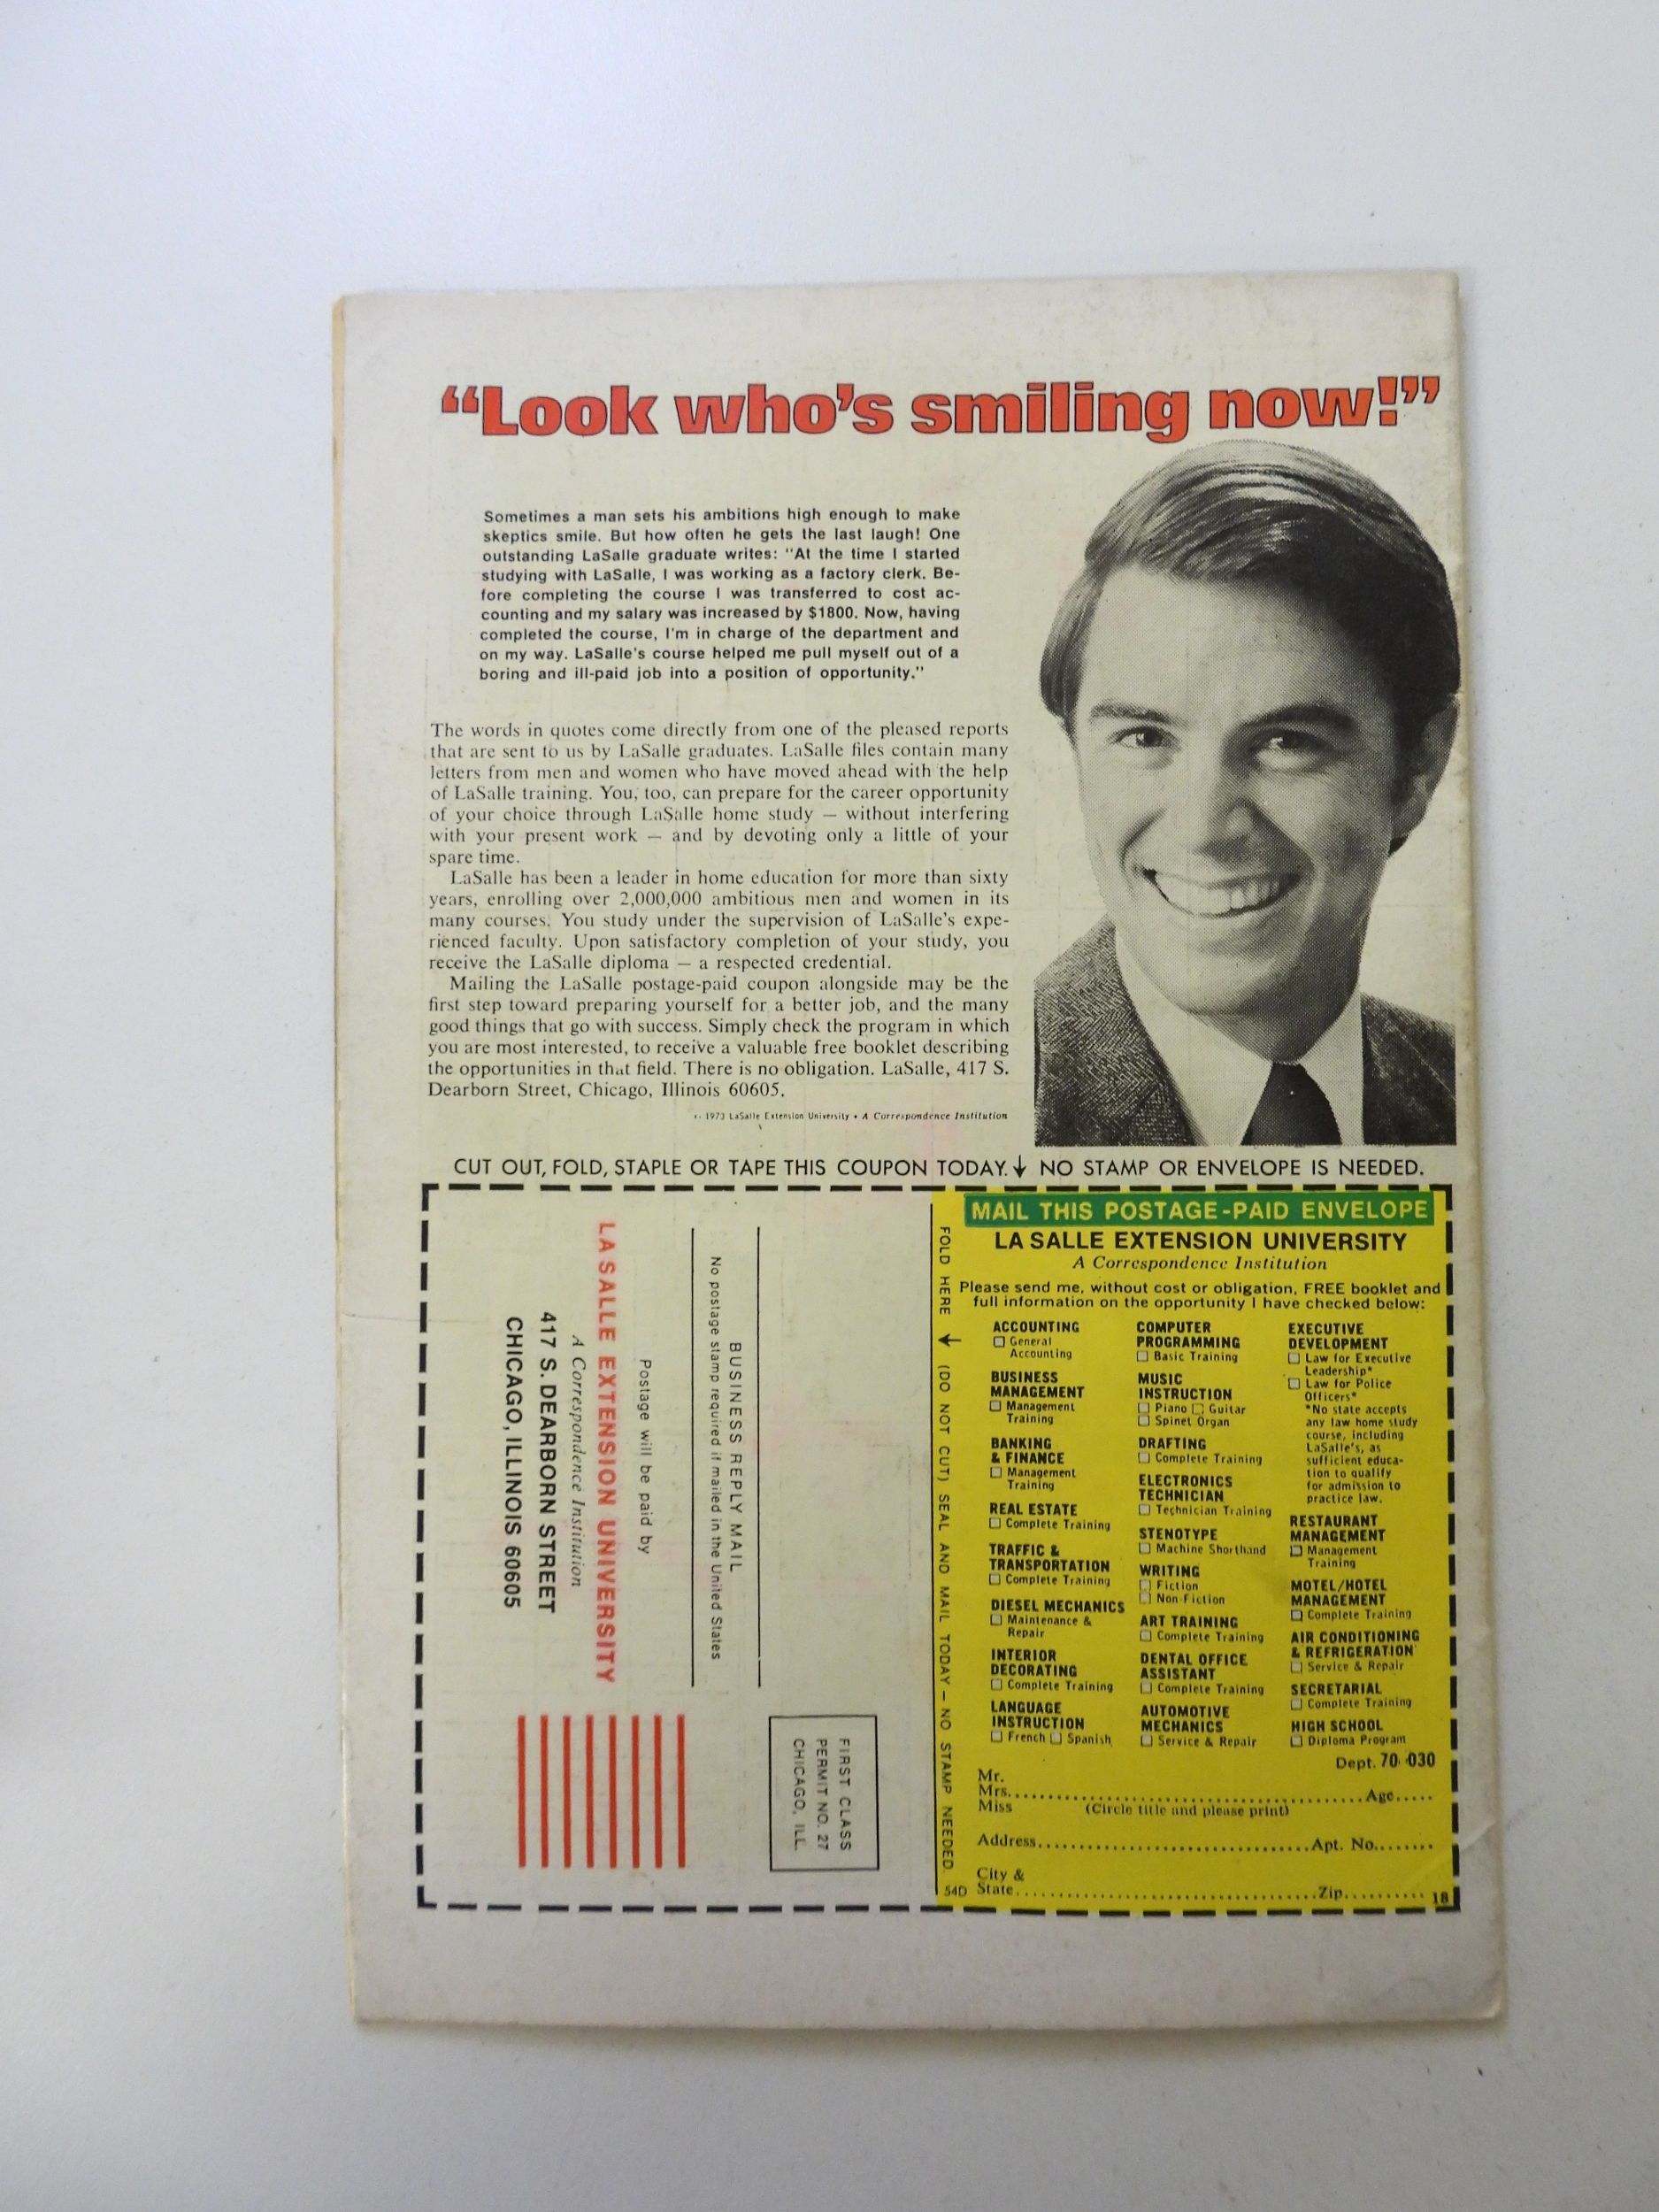 “Look who's smiling now!”
Sometimes a man sets his ambitions high enough to make
skeptics smile. But how often he gets the last laugh! One
outstanding LaSalle graduate writes: "At the time I started
studying with LaSalle, I was working as a factory clerk. Be-
fore completing the course I was transferred to cost ac-
counting and my salary was increased by $1800. Now, having
completed the course, I'm in charge of the department and
on my way. LaSalle's course helped me pull myself out of a
boring and ill-paid job into a position of opportunity."
The words in quotes come directly from one of the pleased reports
that are sent to us by LaSalle graduates. LaSalle files contain many
letters from men and women who have moved ahead with the help
of LaSalle training. You, too, can prepare for the career opportunity
of your choice through LaSalle home study — without interfering
with your present work — and by devoting only a little of your
spare time.
LaSalle has been a leader in home education for more than sixty
years, enrolling over 2,000,000 ambitious men and women in its
many courses. You study under the supervision of LaSalle's expe-
rienced faculty. Upon satisfactory completion of your study, you
receive the LaSalle diploma — a respected credential.
Mailing the LaSalle postage-paid coupon alongside may be the
first step toward preparing yourself for a better job, and the many
good things that go with success. Simply check the program in which
you are most interested, to receive a valuable free booklet describing
the opportunities in that field. There is no obligation. LaSalle, 417 S.
Dearborn Street, Chicago, Illinois 60605.
© 1973 LaSalle Extension University • A Correspondence Institution
CUT OUT, FOLD, STAPLE OR TAPE THIS COUPON TODAY. ↓ NO STAMP OR ENVELOPE IS NEEDED.
FIRST CLASS
PERMIT NO. 27
CHICAGO, ILL.
BUSINESS REPLY MAIL
No postage stamp required if mailed in the United States
Postage will be paid by
LASALLE EXTENSION UNIVERSITY
A Correspondence Institution
417 S. DEARBORN STREET
CHICAGO, ILLINOIS 60605
FOLD HERE ↓ (DO NOT CUT) SEAL AND MAIL TODAY – NO STAMP NEEDED
MAIL THIS POSTAGE-PAID ENVELOPE
LA SALLE EXTENSION UNIVERSITY
A Correspondence Institution
Please send me, without cost or obligation, FREE booklet and
full information on the opportunity I have checked below:
ACCOUNTING
☐ General
Accounting
BUSINESS
MANAGEMENT
☐ Management
Training
BANKING
& FINANCE
☐ Management
Training
REAL ESTATE
☐ Complete Training
TRAFFIC &
TRANSPORTATION
☐ Complete Training
DIESEL MECHANICS
☐ Maintenance &
Repair
INTERIOR
DECORATING
☐ Complete Training
LANGUAGE
INSTRUCTION
☐ French ☐ Spanish
COMPUTER
PROGRAMMING
☐ Basic Training
MUSIC
INSTRUCTION
☐ Piano ☐ Guitar
☐ Spinet Organ
DRAFTING
☐ Complete Training
ELECTRONICS
TECHNICIAN
☐ Technician Training
STENOTYPE
☐ Machine Shorthand
WRITING
☐ Fiction
☐ Non-Fiction
ART TRAINING
☐ Complete Training
DENTAL OFFICE
ASSISTANT
☐ Complete Training
AUTOMOTIVE
MECHANICS
☐ Service & Repair
EXECUTIVE
DEVELOPMENT
☐ Law for Executive
Leadership*
☐ Law for Police
Officers*
*No state accepts
any law home study
course, including
LaSalle's, as
sufficient educa-
tion to qualify
for admission to
practice law.
RESTAURANT
MANAGEMENT
☐ Management
Training
MOTEL/HOTEL
MANAGEMENT
☐ Complete Training
AIR CONDITIONING
& REFRIGERATION
☐ Service & Repair
SECRETARIAL
☐ Complete Training
HIGH SCHOOL
☐ Diploma Program
Dept. 70-030
Mr.
Mrs. Age
Miss (Circle title and please print)
Address Apt. No.
City &
State Zip
54D 18